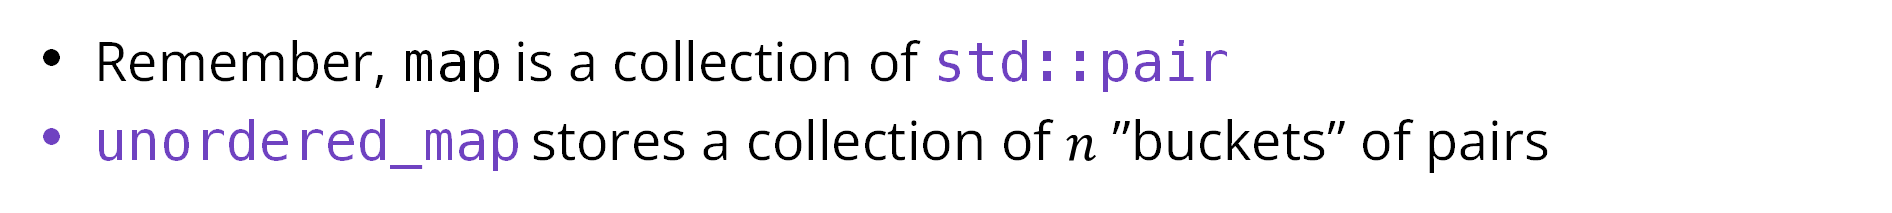 • Remember, map is a collection of std::pair
• unordered_map stores a collection of n ”buckets” of pairs